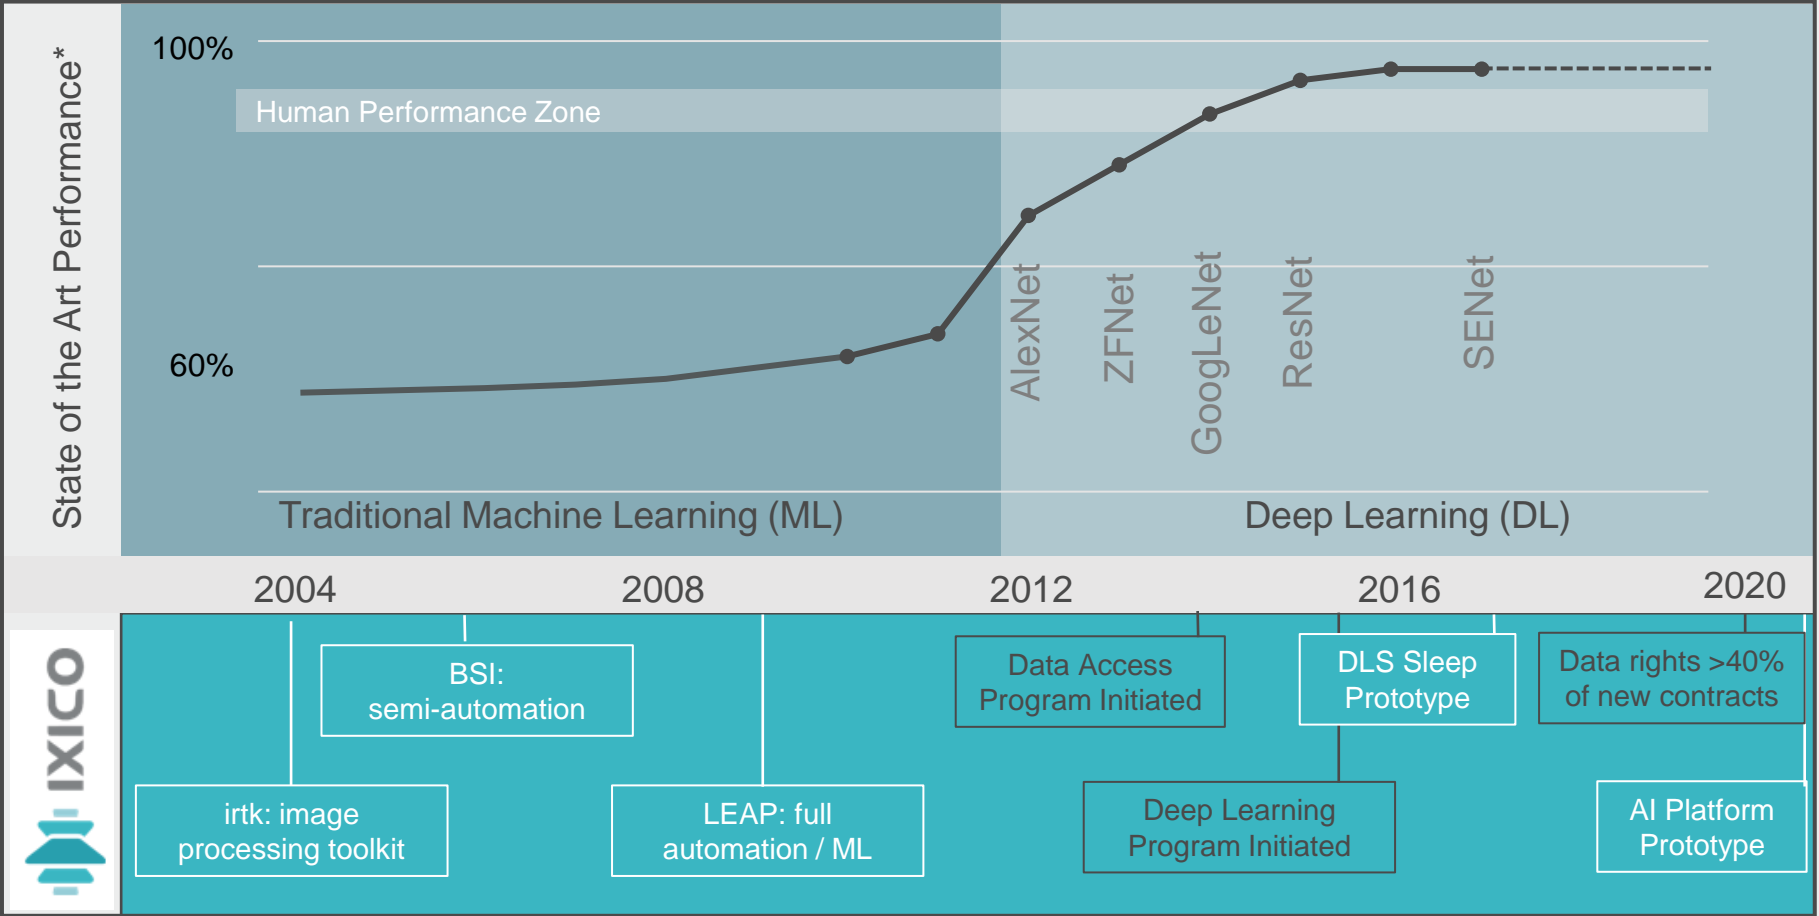 State of the Art Performance*
100%
Human Performance Zone
60%
AlexNet
ZFNet
GoogLeNet
ResNet
SENet
Traditional Machine Learning (ML)
Deep Learning (DL)
2004
2008
2012
2016
2020
IXICO
BSI:
semi-automation
Data Access
Program Initiated
DLS Sleep
Prototype
Data rights >40%
of new contracts
irtk: image
processing toolkit
LEAP: full
automation / ML
Deep Learning
Program Initiated
AI Platform
Prototype